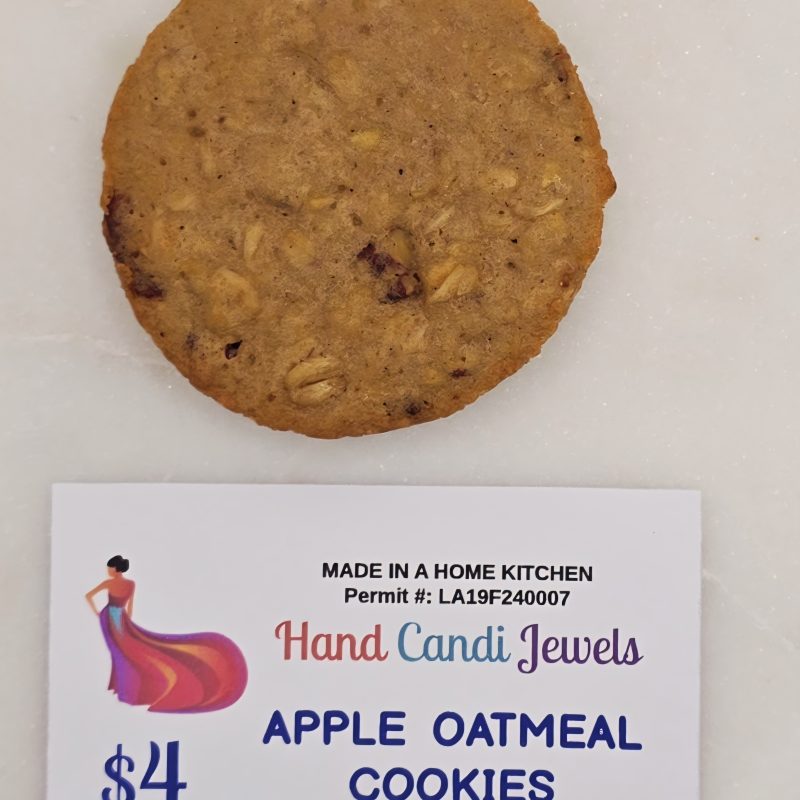 MADE IN A HOME KITCHEN
Permit #: LA19F240007
Hand Candi Jewels
APPLE OATMEAL
COOKIES
$4